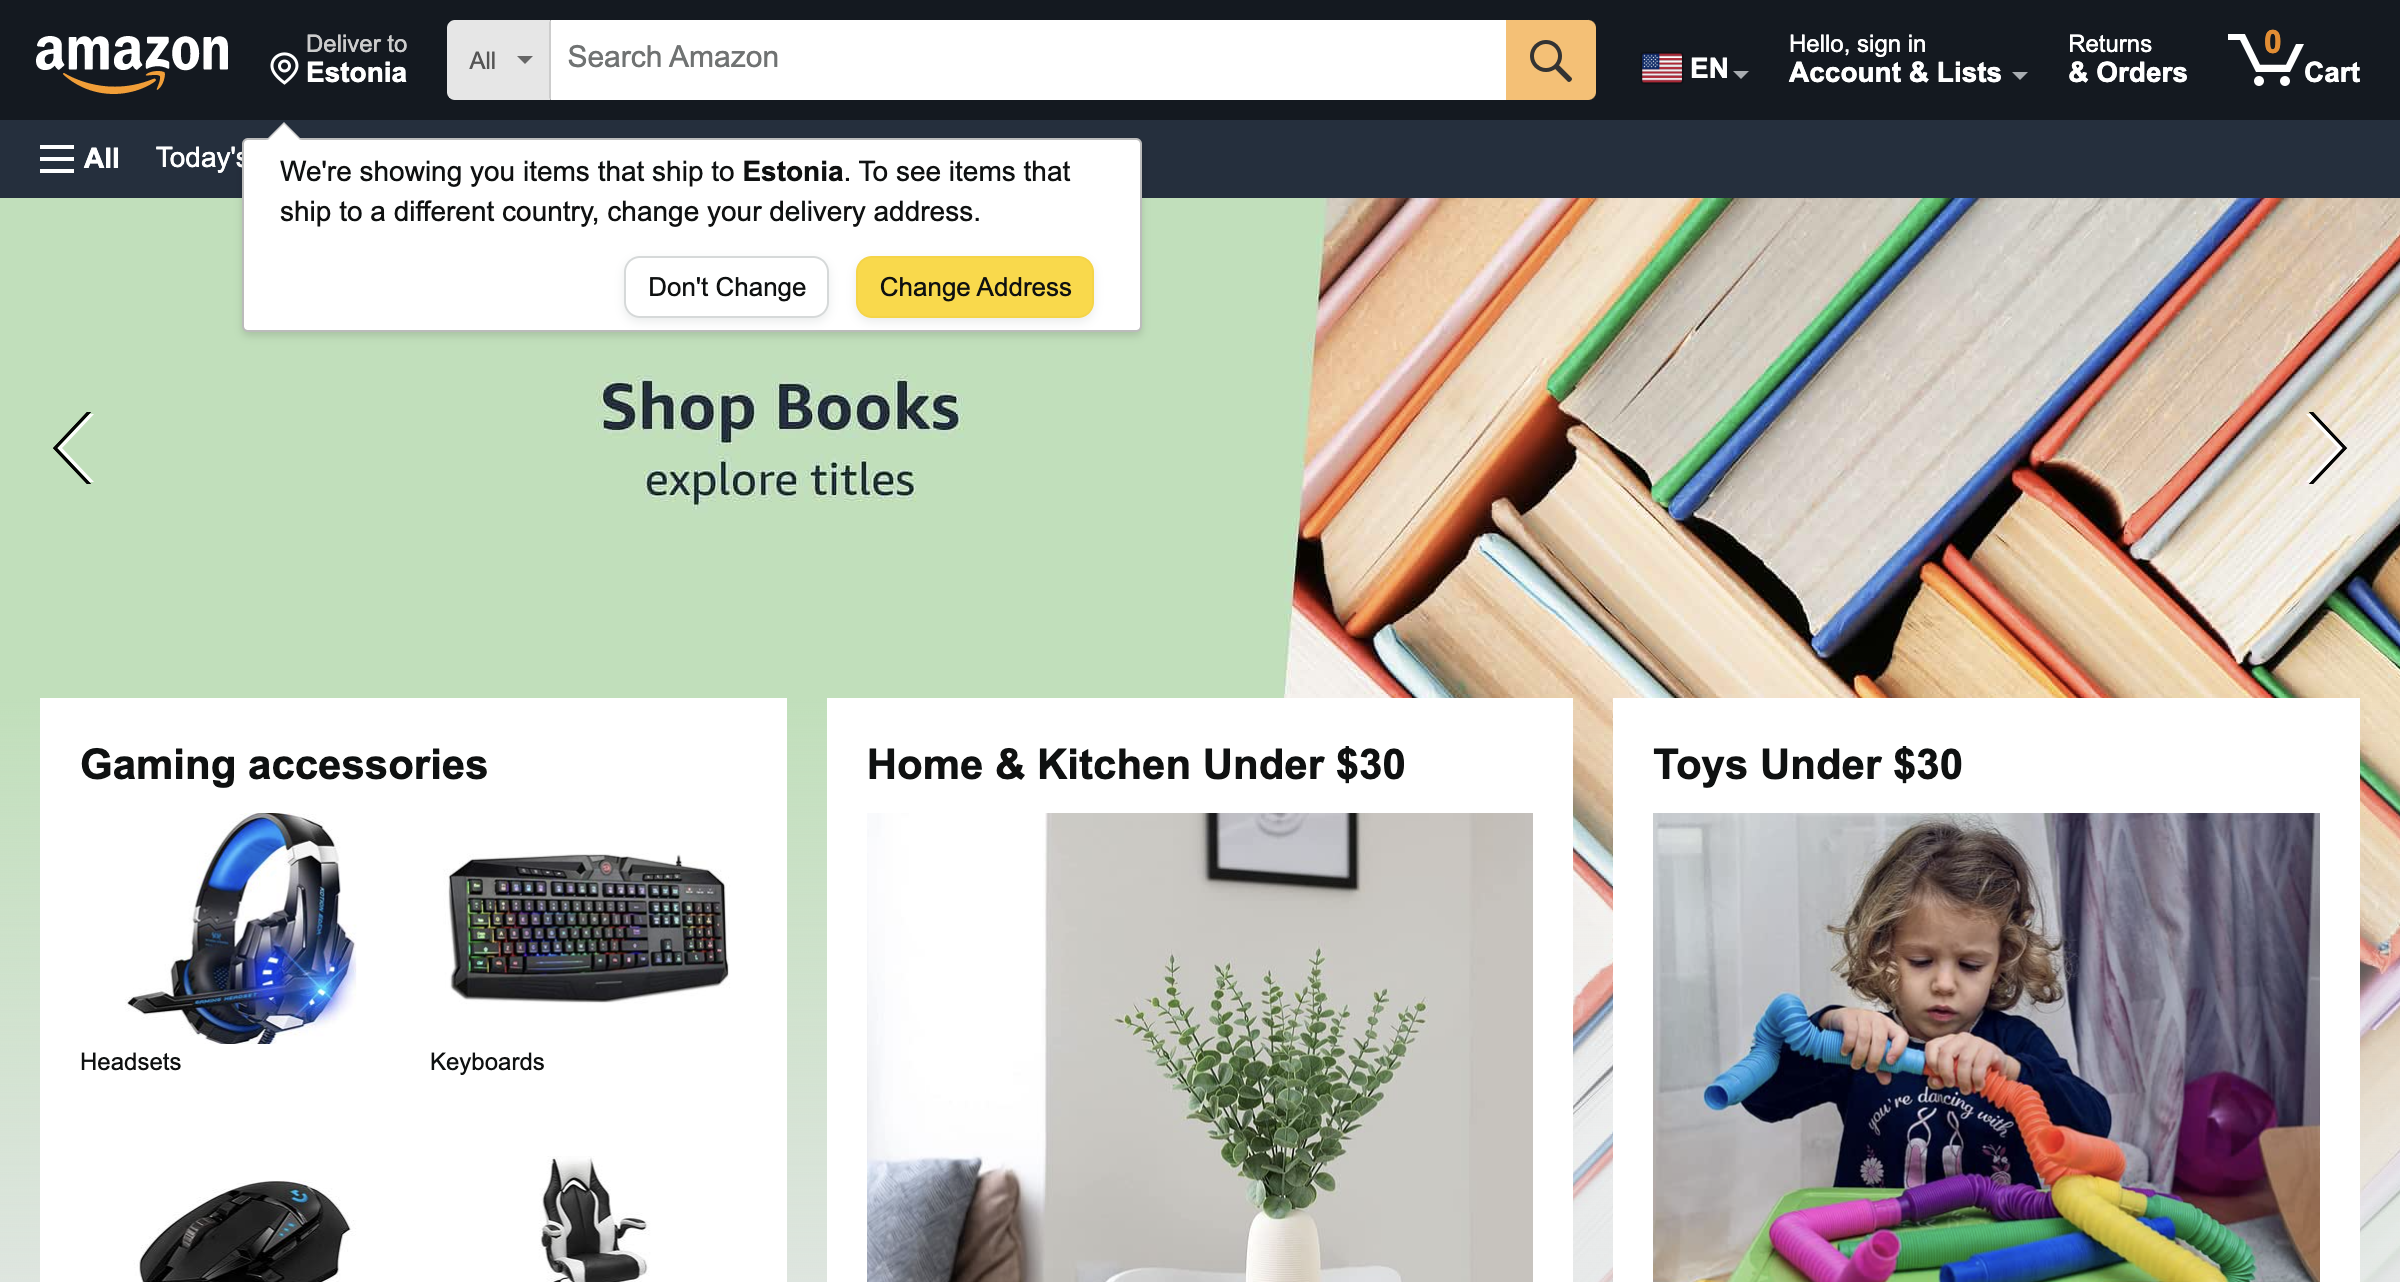 amazon
Deliver to
Estonia
All
Search Amazon
EN
Hello, sign in
Account & Lists
Returns
& Orders
0
Cart
All
Today's
We're showing you items that ship to Estonia. To see items that
ship to a different country, change your delivery address.
Don't Change
Change Address
Shop Books
explore titles
Gaming accessories
Headsets
Keyboards
Home & Kitchen Under $30
Toys Under $30
you're dancing with